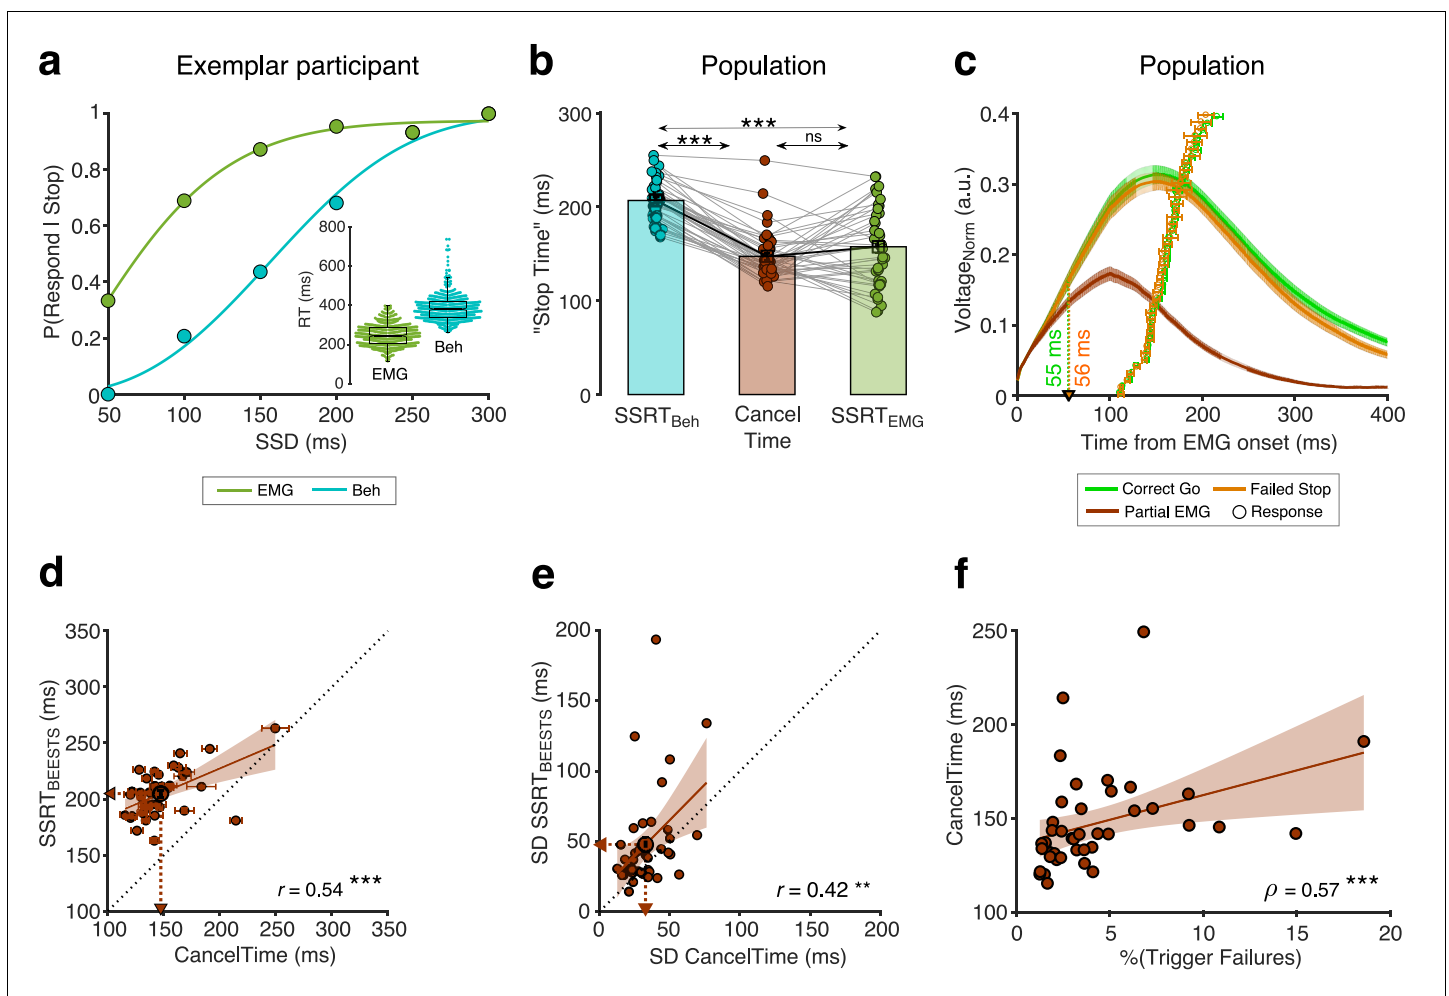 a Exemplar participant
P(Respond | Stop)
1
0.8
0.6
0.4
0.2
0
50 100 150 200 250 300
SSD (ms)
RT (ms)
800
600
400
200
0
EMG
Beh
EMG Beh
b Population
"Stop Time" (ms)
300
200
100
0
***
*** ns
SSRTBeh Cancel Time SSRTEMG
c Population
VoltageNorm (a.u.)
0.4
0.3
0.2
0.1
0
55 ms
56 ms
0 100 200 300 400
Time from EMG onset (ms)
Correct Go Failed Stop
Partial EMG Response
d
SSRTBEESTS (ms)
350
300
250
200
150
100
100 150 200 250 300 350
CancelTime (ms)
r = 0.54 ***
e
SD SSRTBEESTS (ms)
200
150
100
50
0
0 50 100 150 200
SD CancelTime (ms)
r = 0.42 **
f
CancelTime (ms)
250
200
150
100
0 5 10 15 20
%(Trigger Failures)
ρ = 0.57 ***